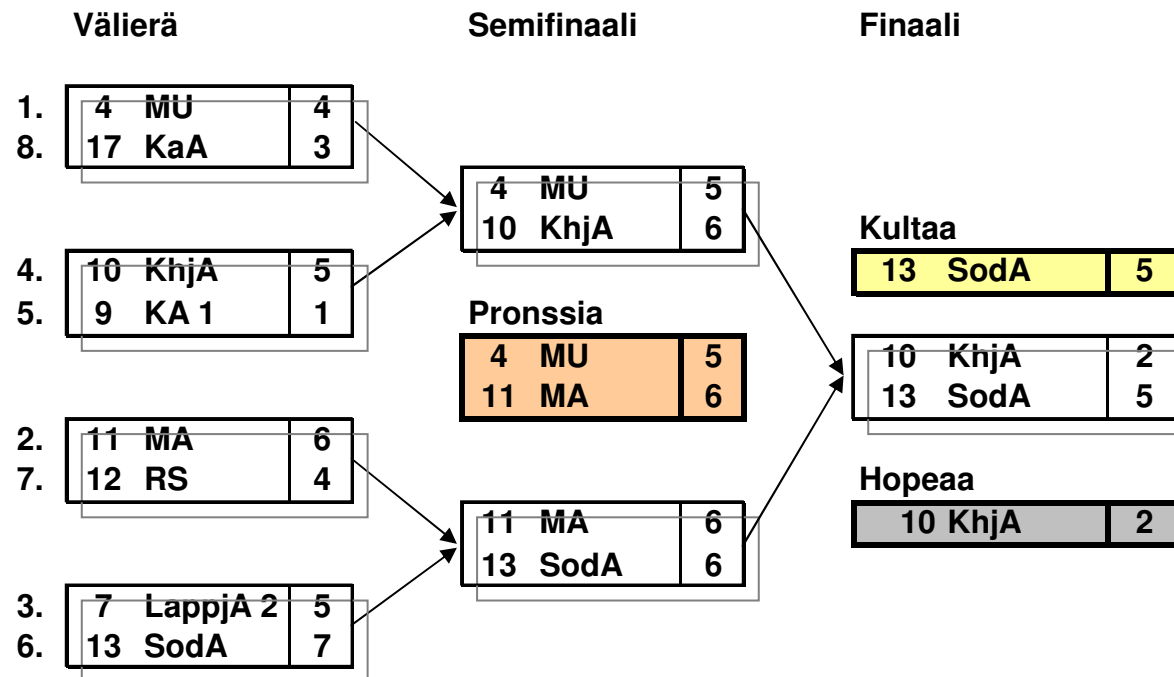 Välierä Semifinaali Finaali
1. 4 MU 4
8. 17 KaA 3
4. 10 KhjA 5
5. 9 KA 1 1
2. 11 MA 6
7. 12 RS 4
3. 7 LappjA 2 5
6. 13 SodA 7
4 MU 5
10 KhjA 6
Pronssia
4 MU 5
11 MA 6
11 MA 6
13 SodA 6
Kultaa
13 SodA 5
10 KhjA 2
13 SodA 5
Hopeaa
10 KhjA 2